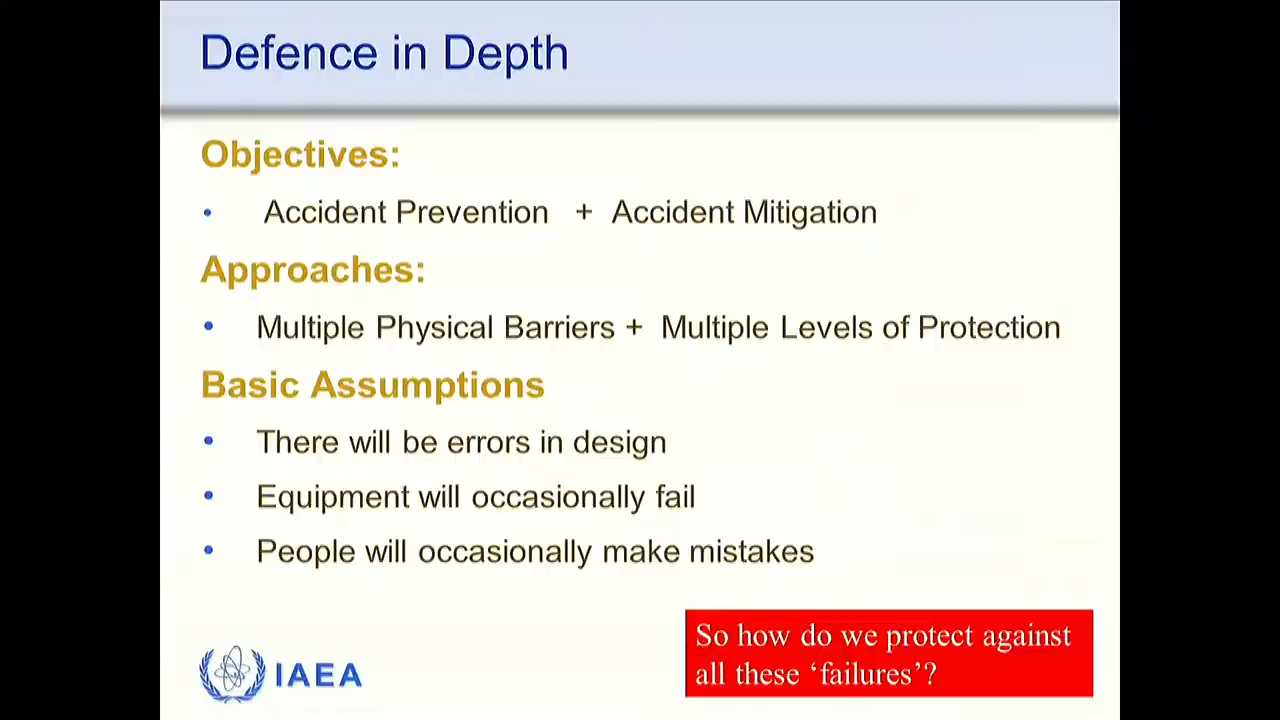 Defence in Depth
Objectives:
• Accident Prevention + Accident Mitigation
Approaches:
• Multiple Physical Barriers + Multiple Levels of Protection
Basic Assumptions
• There will be errors in design
• Equipment will occasionally fail
• People will occasionally make mistakes
So how do we protect against
all these ‘failures’?
IAEA